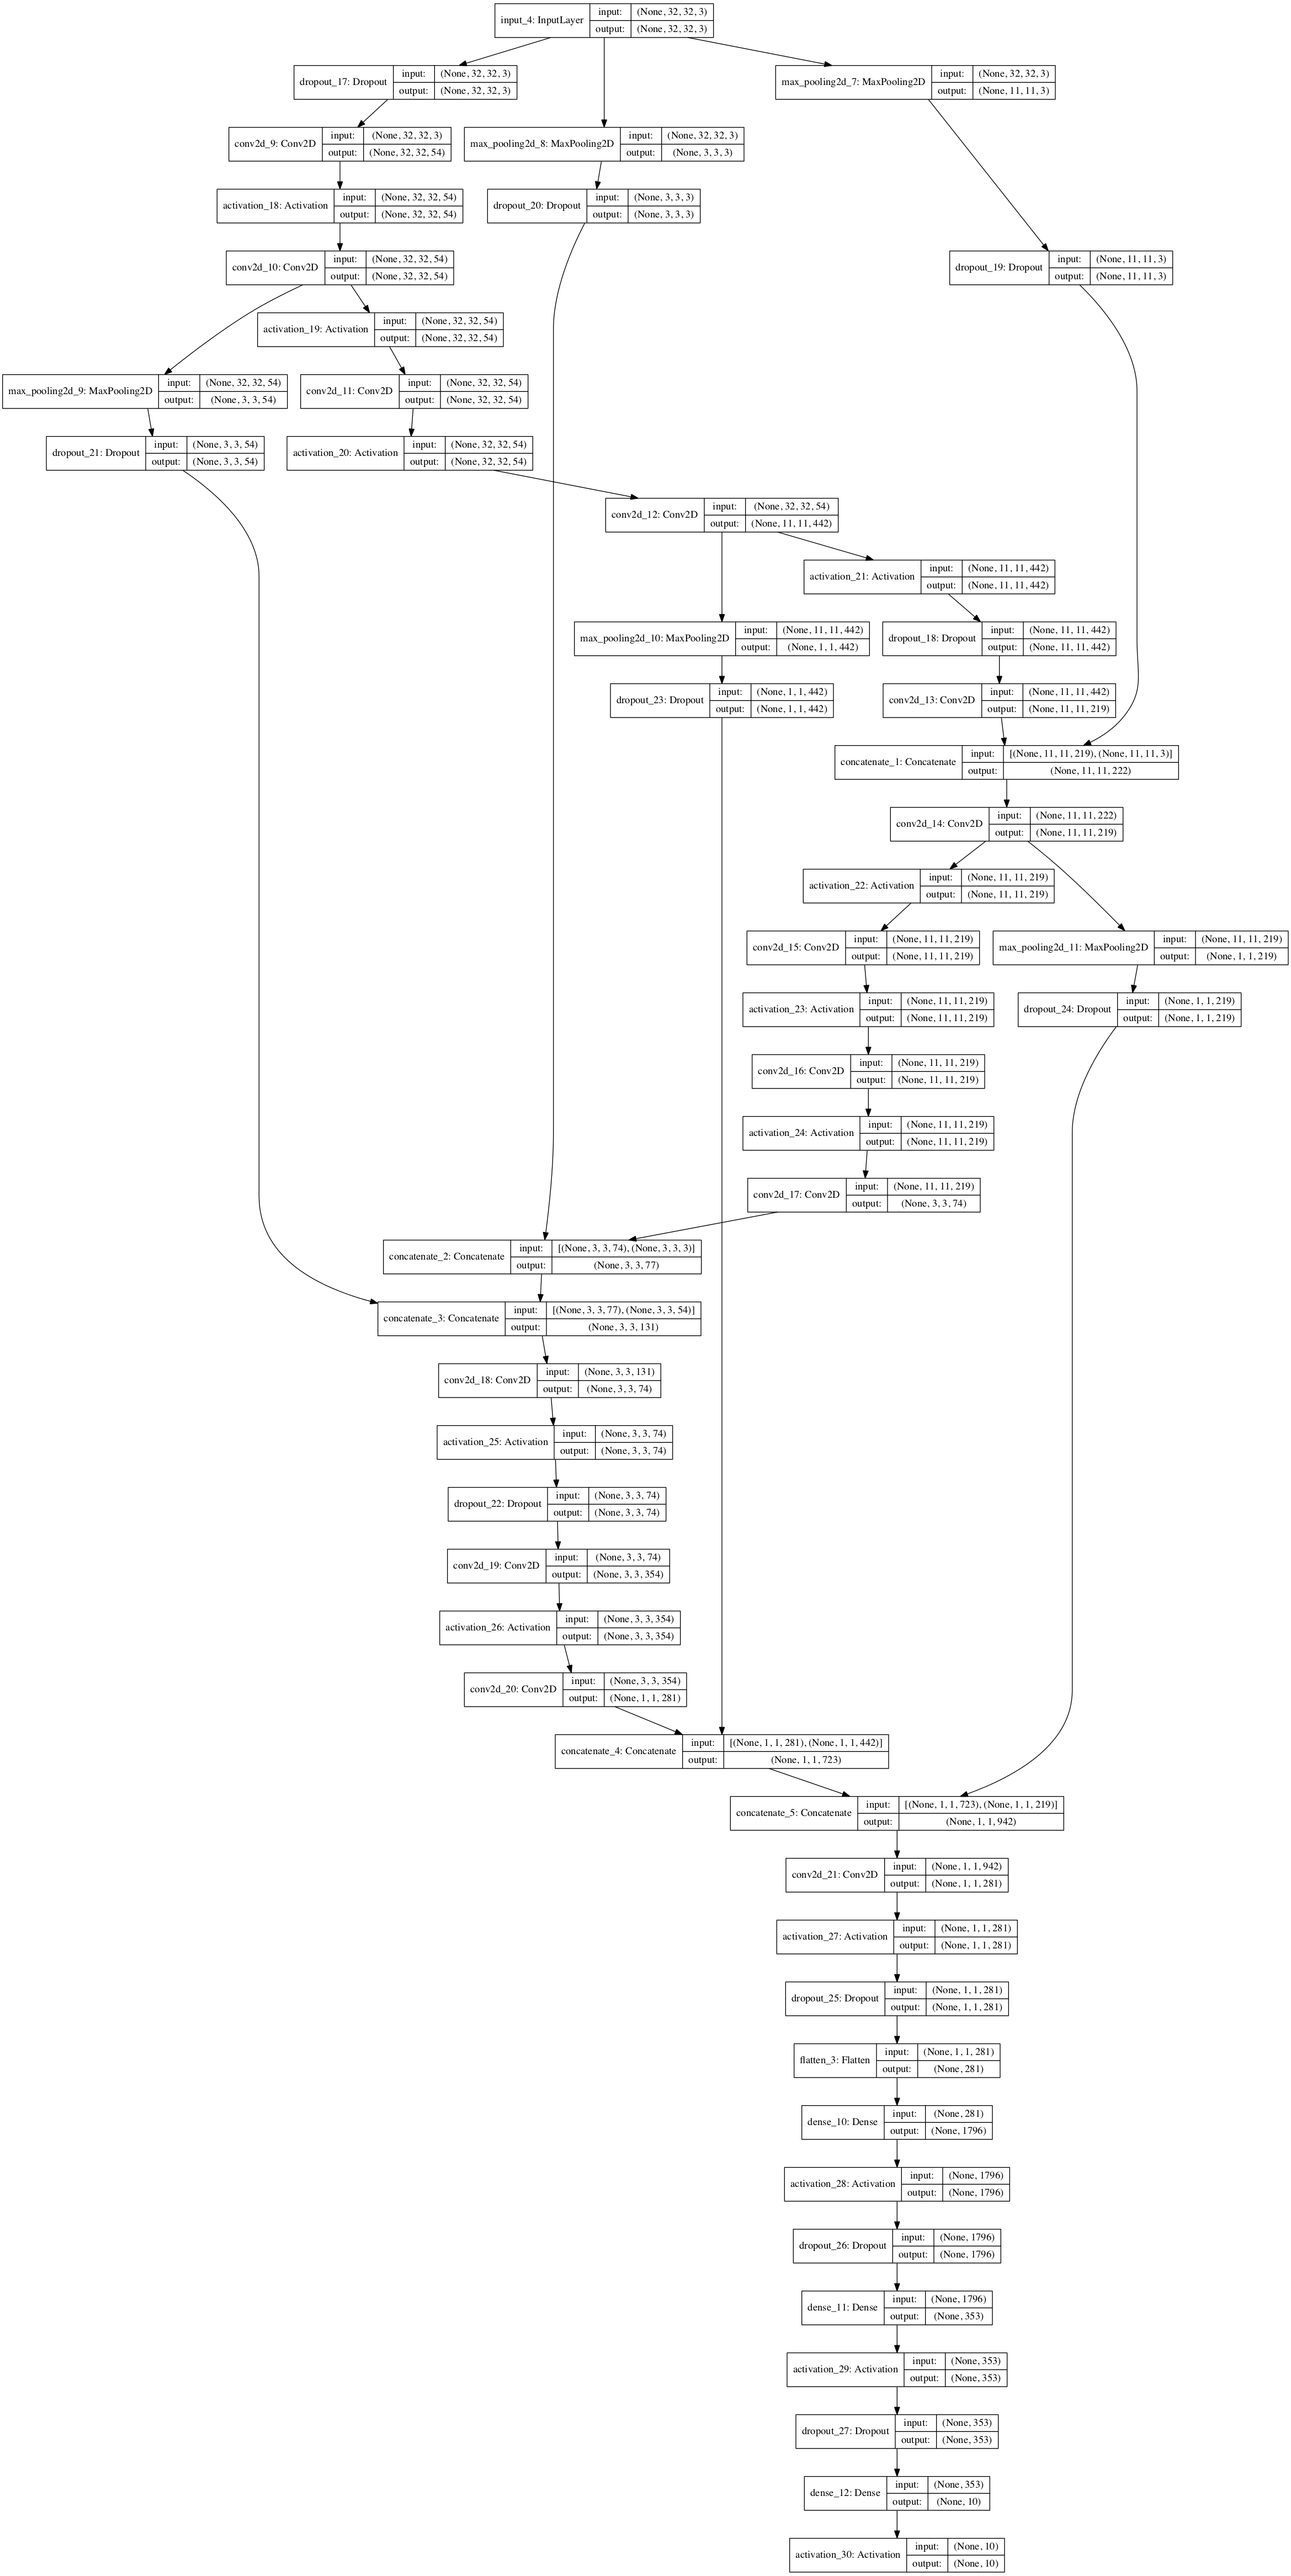 input_4: InputLayer
input: (None, 32, 32, 3)
output: (None, 32, 32, 3)
dropout_17: Dropout
input: (None, 32, 32, 3)
output: (None, 32, 32, 3)
max_pooling2d_7: MaxPooling2D
input: (None, 32, 32, 3)
output: (None, 11, 11, 3)
conv2d_9: Conv2D
input: (None, 32, 32, 3)
output: (None, 32, 32, 54)
max_pooling2d_8: MaxPooling2D
input: (None, 32, 32, 3)
output: (None, 3, 3, 3)
activation_18: Activation
input: (None, 32, 32, 54)
output: (None, 32, 32, 54)
dropout_20: Dropout
input: (None, 3, 3, 3)
output: (None, 3, 3, 3)
conv2d_10: Conv2D
input: (None, 32, 32, 54)
output: (None, 32, 32, 54)
dropout_19: Dropout
input: (None, 11, 11, 3)
output: (None, 11, 11, 3)
activation_19: Activation
input: (None, 32, 32, 54)
output: (None, 32, 32, 54)
max_pooling2d_9: MaxPooling2D
input: (None, 32, 32, 54)
output: (None, 3, 3, 54)
conv2d_11: Conv2D
input: (None, 32, 32, 54)
output: (None, 32, 32, 54)
dropout_21: Dropout
input: (None, 3, 3, 54)
output: (None, 3, 3, 54)
activation_20: Activation
input: (None, 32, 32, 54)
output: (None, 32, 32, 54)
conv2d_12: Conv2D
input: (None, 32, 32, 54)
output: (None, 11, 11, 442)
activation_21: Activation
input: (None, 11, 11, 442)
output: (None, 11, 11, 442)
max_pooling2d_10: MaxPooling2D
input: (None, 11, 11, 442)
output: (None, 1, 1, 442)
dropout_18: Dropout
input: (None, 11, 11, 442)
output: (None, 11, 11, 442)
dropout_23: Dropout
input: (None, 1, 1, 442)
output: (None, 1, 1, 442)
conv2d_13: Conv2D
input: (None, 11, 11, 442)
output: (None, 11, 11, 219)
concatenate_1: Concatenate
input: [(None, 11, 11, 219), (None, 11, 11, 3)]
output: (None, 11, 11, 222)
conv2d_14: Conv2D
input: (None, 11, 11, 222)
output: (None, 11, 11, 219)
activation_22: Activation
input: (None, 11, 11, 219)
output: (None, 11, 11, 219)
conv2d_15: Conv2D
input: (None, 11, 11, 219)
output: (None, 11, 11, 219)
max_pooling2d_11: MaxPooling2D
input: (None, 11, 11, 219)
output: (None, 1, 1, 219)
activation_23: Activation
input: (None, 11, 11, 219)
output: (None, 11, 11, 219)
dropout_24: Dropout
input: (None, 1, 1, 219)
output: (None, 1, 1, 219)
conv2d_16: Conv2D
input: (None, 11, 11, 219)
output: (None, 11, 11, 219)
activation_24: Activation
input: (None, 11, 11, 219)
output: (None, 11, 11, 219)
conv2d_17: Conv2D
input: (None, 11, 11, 219)
output: (None, 3, 3, 74)
concatenate_2: Concatenate
input: [(None, 3, 3, 74), (None, 3, 3, 3)]
output: (None, 3, 3, 77)
concatenate_3: Concatenate
input: [(None, 3, 3, 77), (None, 3, 3, 54)]
output: (None, 3, 3, 131)
conv2d_18: Conv2D
input: (None, 3, 3, 131)
output: (None, 3, 3, 74)
activation_25: Activation
input: (None, 3, 3, 74)
output: (None, 3, 3, 74)
dropout_22: Dropout
input: (None, 3, 3, 74)
output: (None, 3, 3, 74)
conv2d_19: Conv2D
input: (None, 3, 3, 74)
output: (None, 3, 3, 354)
activation_26: Activation
input: (None, 3, 3, 354)
output: (None, 3, 3, 354)
conv2d_20: Conv2D
input: (None, 3, 3, 354)
output: (None, 1, 1, 281)
concatenate_4: Concatenate
input: [(None, 1, 1, 281), (None, 1, 1, 442)]
output: (None, 1, 1, 723)
concatenate_5: Concatenate
input: [(None, 1, 1, 723), (None, 1, 1, 219)]
output: (None, 1, 1, 942)
conv2d_21: Conv2D
input: (None, 1, 1, 942)
output: (None, 1, 1, 281)
activation_27: Activation
input: (None, 1, 1, 281)
output: (None, 1, 1, 281)
dropout_25: Dropout
input: (None, 1, 1, 281)
output: (None, 1, 1, 281)
flatten_3: Flatten
input: (None, 1, 1, 281)
output: (None, 281)
dense_10: Dense
input: (None, 281)
output: (None, 1796)
activation_28: Activation
input: (None, 1796)
output: (None, 1796)
dropout_26: Dropout
input: (None, 1796)
output: (None, 1796)
dense_11: Dense
input: (None, 1796)
output: (None, 353)
activation_29: Activation
input: (None, 353)
output: (None, 353)
dropout_27: Dropout
input: (None, 353)
output: (None, 353)
dense_12: Dense
input: (None, 353)
output: (None, 10)
activation_30: Activation
input: (None, 10)
output: (None, 10)